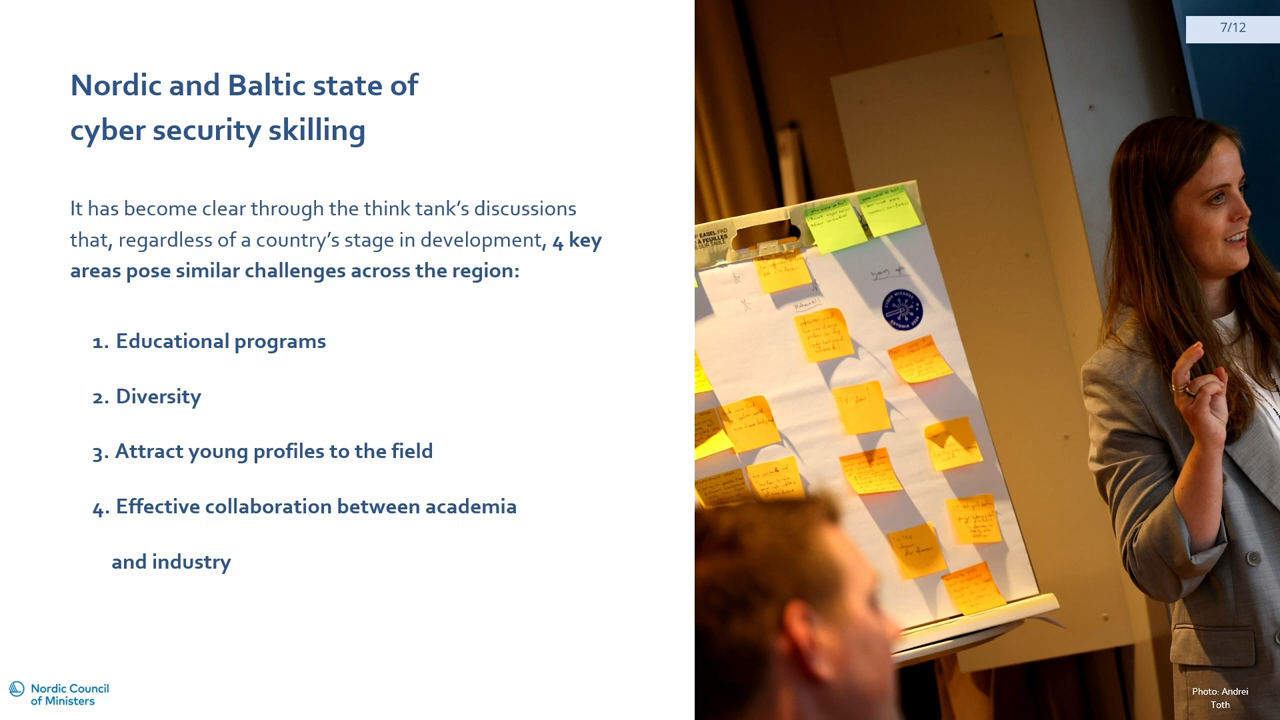 7/12
Nordic and Baltic state of
cyber security skilling
It has become clear through the think tank's discussions
that, regardless of a country's stage in development, 4 key
areas pose similar challenges across the region:
1. Educational programs
2. Diversity
3. Attract young profiles to the field
4. Effective collaboration between academia
and industry
Nordic Council
of Ministers
EASEL PAD
Photo: Andrei
Toth